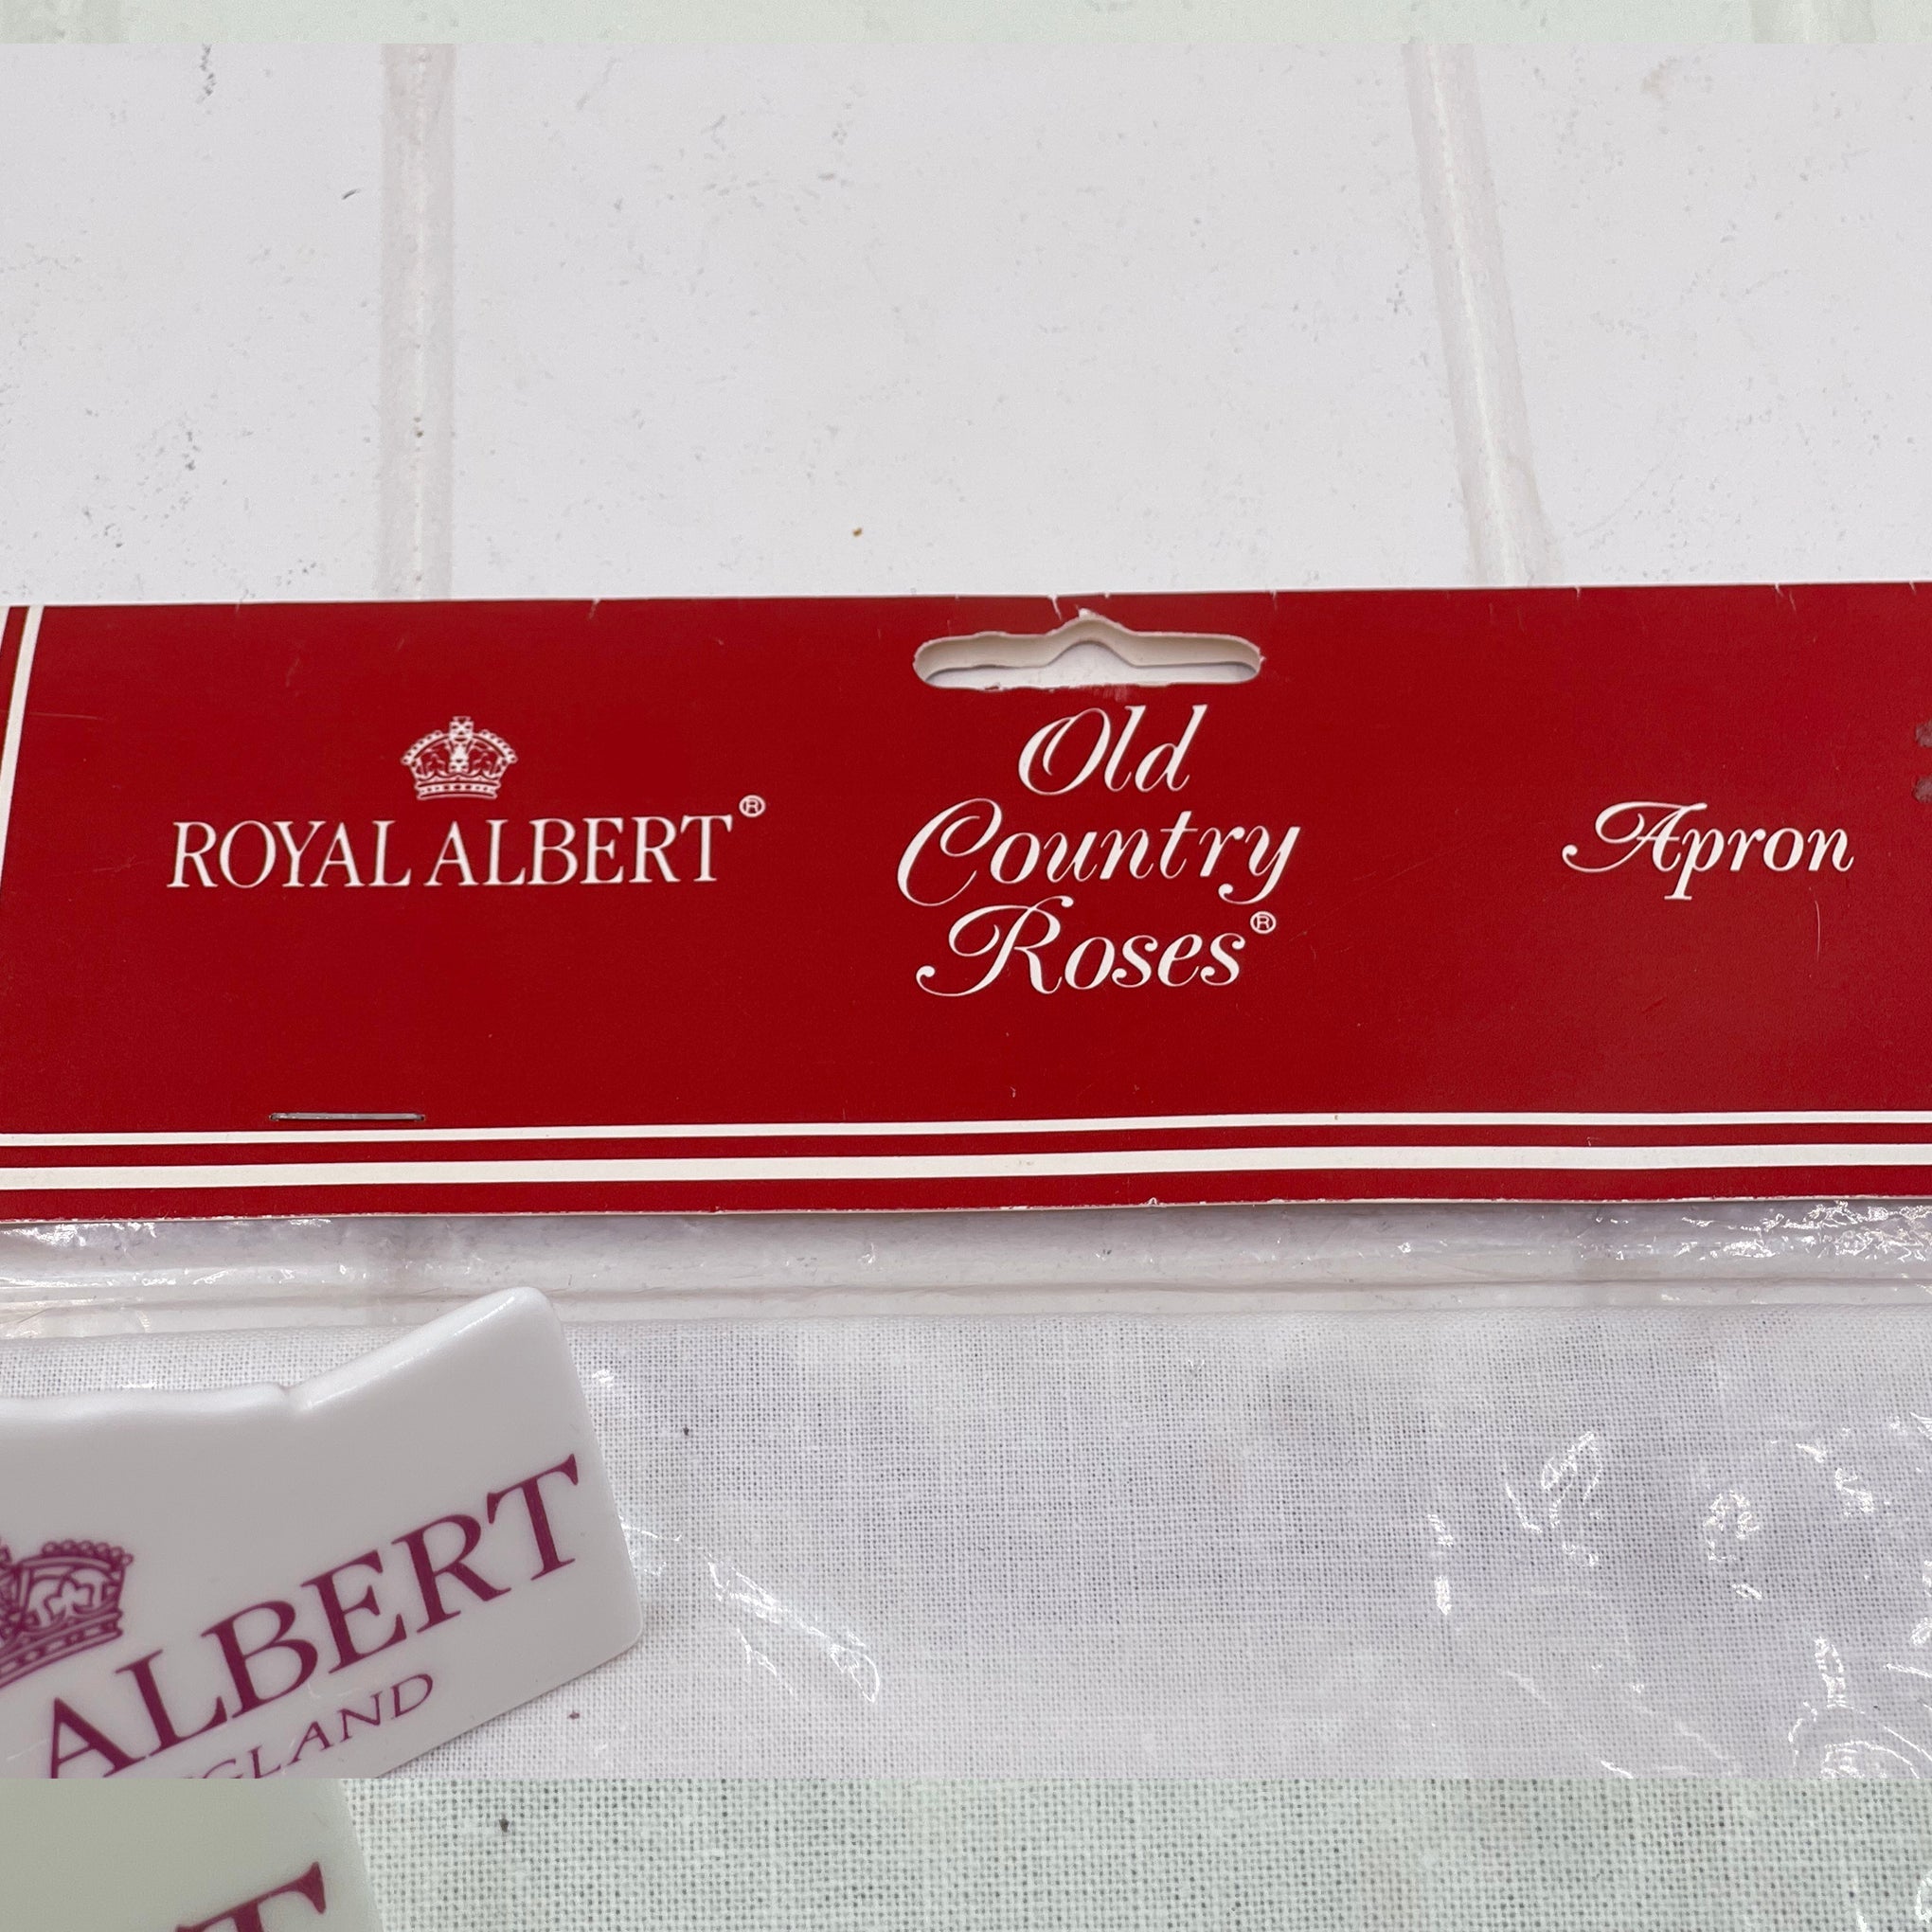 ROYAL ALBERT®
Old
Country
Roses®
Apron
ALBERT